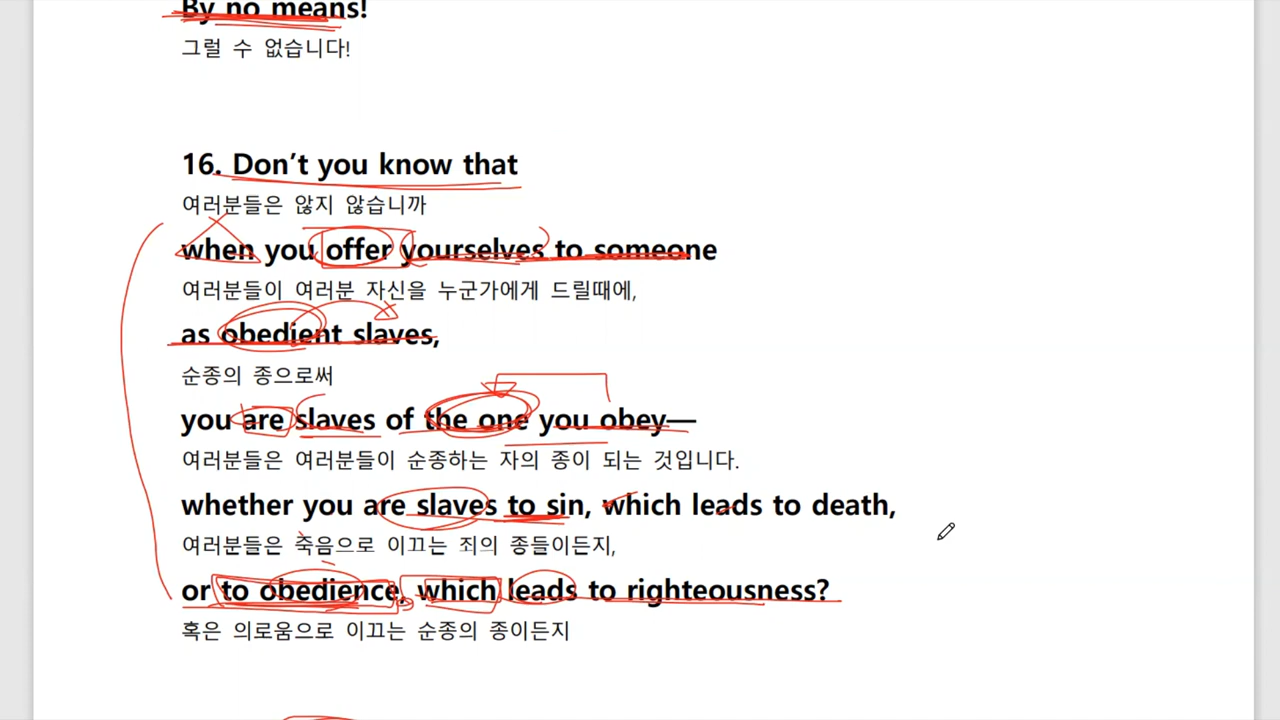 By no means!
그럴 수 없습니다!
16. Don't you know that
여러분들은 않지 않습니까
when you offer yourselves to someone
여러분들이 여러분 자신을 누군가에게 드릴때에,
as obedient slaves,
순종의 종으로써
you are slaves of the one you obey—
여러분들은 여러분들이 순종하는 자의 종이 되는 것입니다.
whether you are slaves to sin, which leads to death,
여러분들은 죽음으로 이끄는 죄의 종들이든지,
or to obedience, which leads to righteousness?
혹은 의로움으로 이끄는 순종의 종이든지